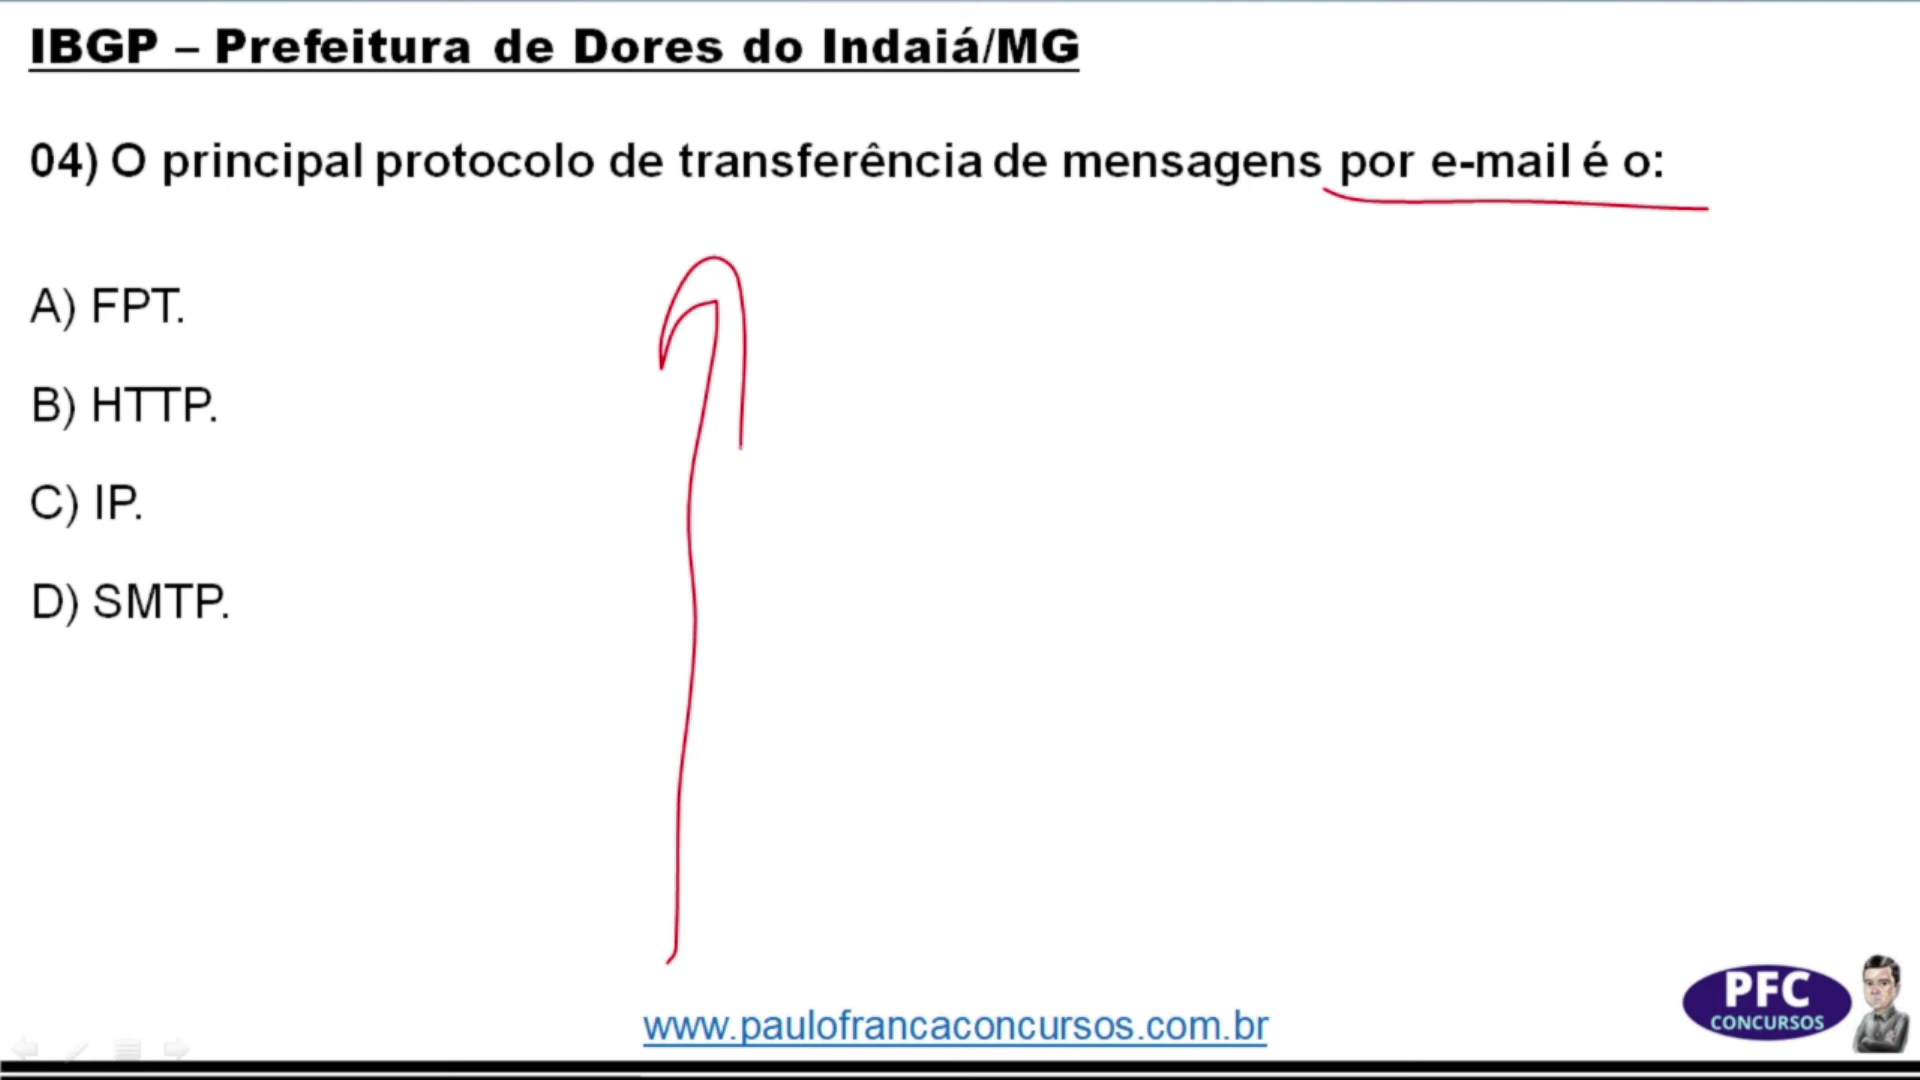 IBGP – Prefeitura de Dores do Indaiá/MG
04) O principal protocolo de transferência de mensagens por e-mail é o:
A) FPT.
B) HTTP.
C) IP.
D) SMTP.
www.paulofrancaconcursos.com.br
PFC
CONCURSOS